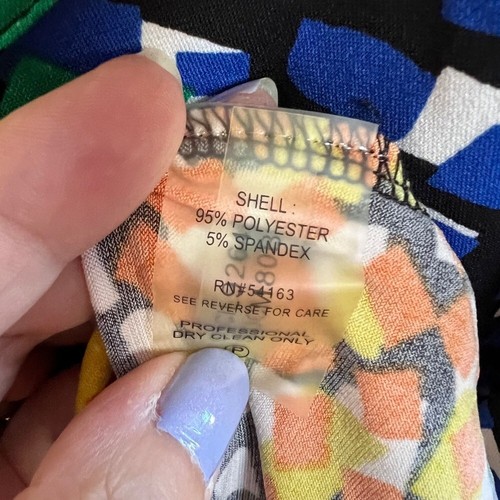 SHELL :
95% POLYESTER
5% SPANDEX
RN#54163
SEE REVERSE FOR CARE
PROFESSIONAL
DRY CLEAN ONLY
P